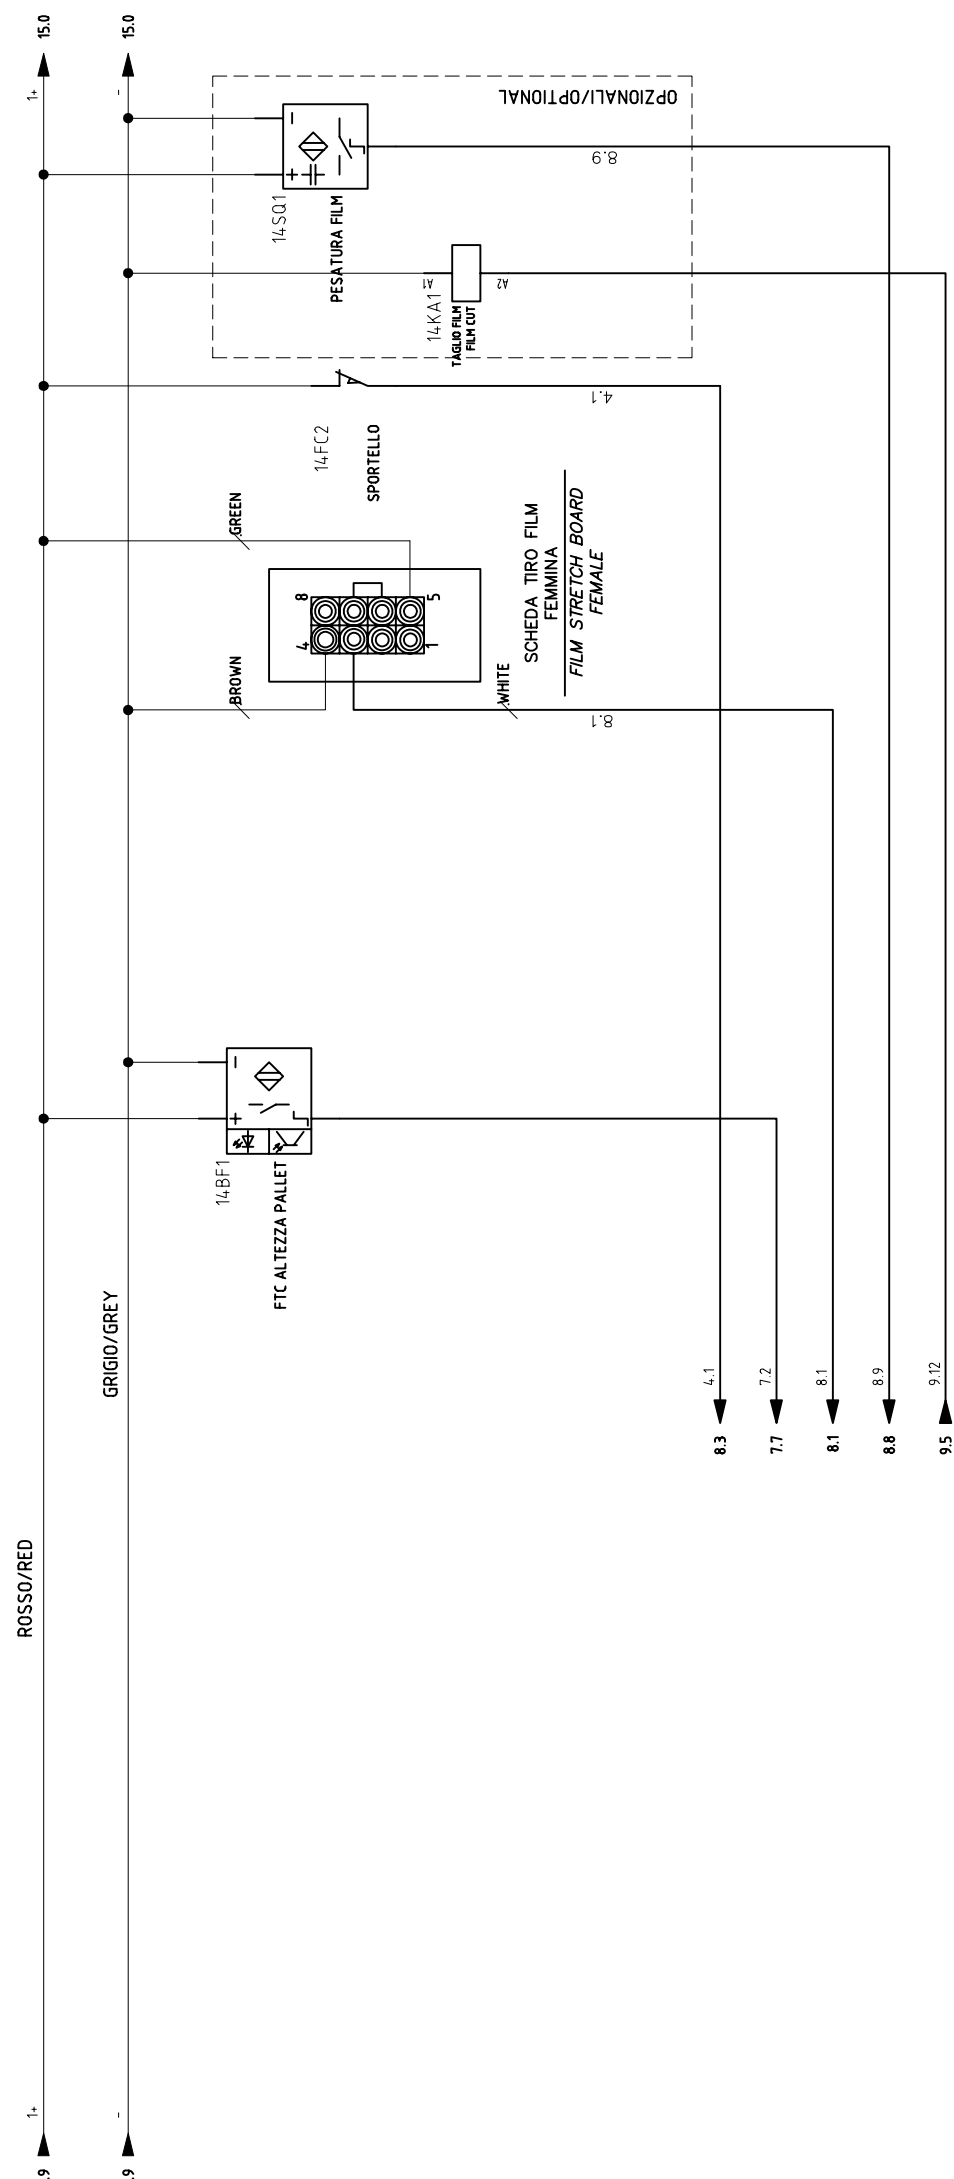 15.0
15.0
1+
-
OPZIONALI/OPTIONAL
8.9
14SQ1
PESATURA FILM
A1
A2
14KA1
TAGLIO FILM
FILM CUT
4.1
14FC2
SPORTELLO
GREEN
8
5
4
1
SCHEDA TIRO FILM
FEMMINA
FILM STRETCH BOARD
FEMALE
BROWN
WHITE
8.1
14BF1
FTC ALTEZZA PALLET
GRIGIO/GREY
4.1
7.2
8.1
8.9
9.12
8.3
7.7
8.1
8.8
9.5
ROSSO/RED
1+
-
.9
.9